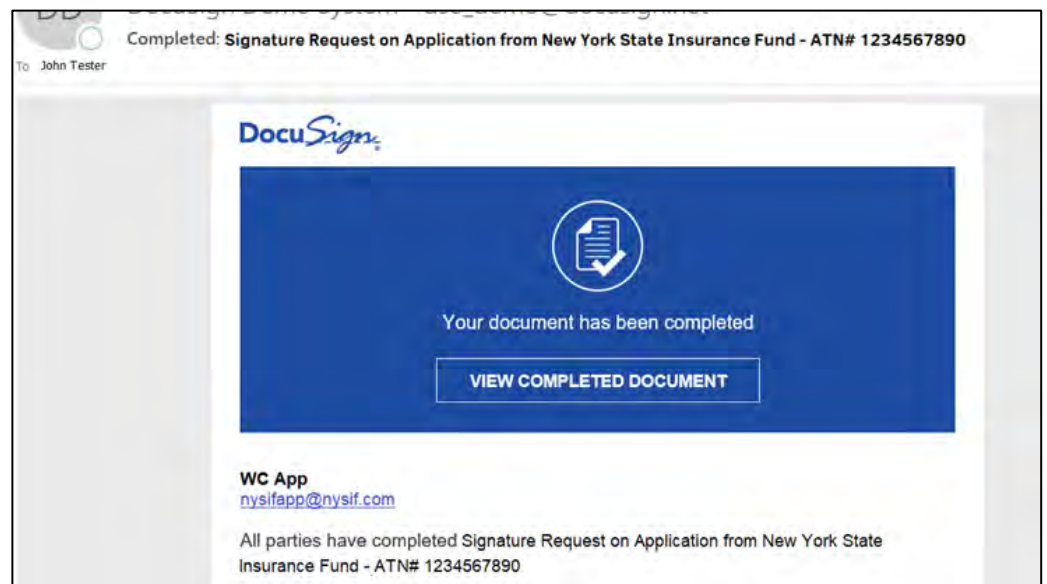 Completed: Signature Request on Application from New York State Insurance Fund - ATN# 1234567890
To John Tester
DocuSign
Your document has been completed
VIEW COMPLETED DOCUMENT
WC App
nysifapp@nysif.com
All parties have completed Signature Request on Application from New York State
Insurance Fund - ATN# 1234567890